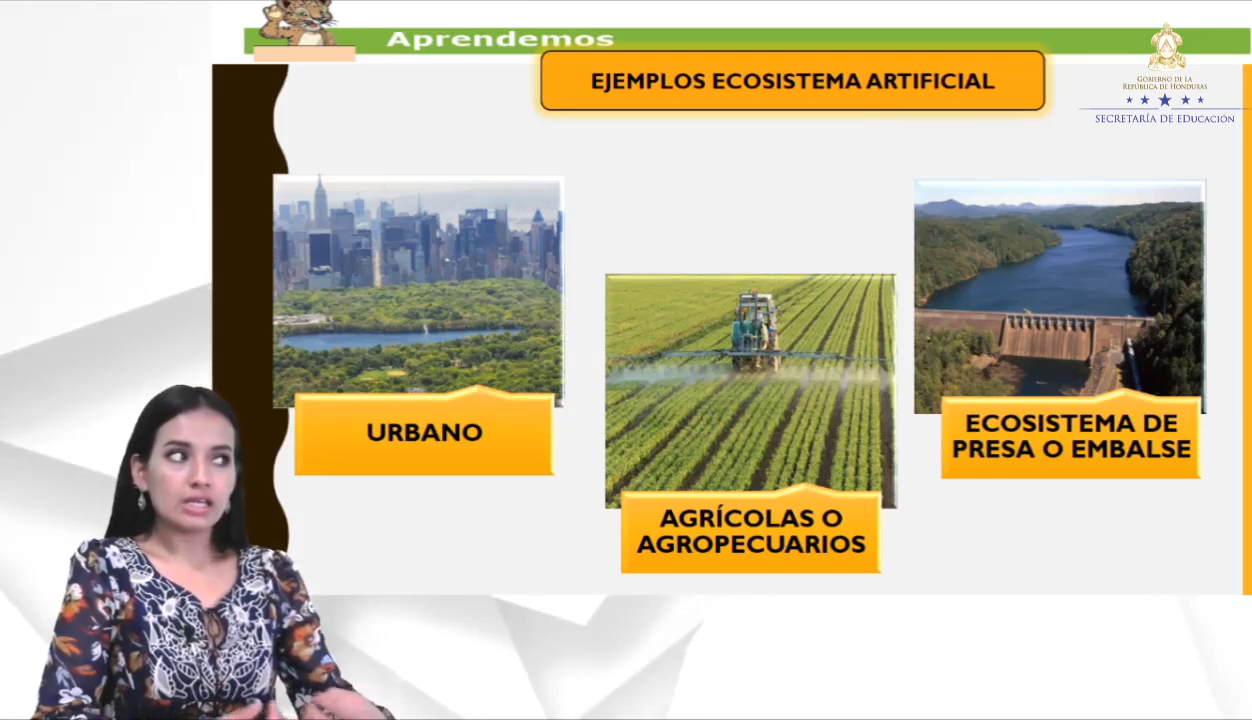 Aprendemos
EJEMPLOS ECOSISTEMA ARTIFICIAL
GOBIERNO DE LA
REPÚBLICA DE HONDURAS
SECRETARÍA DE EDUCACIÓN
URBANO
AGRÍCOLAS O
AGROPECUARIOS
ECOSISTEMA DE
PRESA O EMBALSE